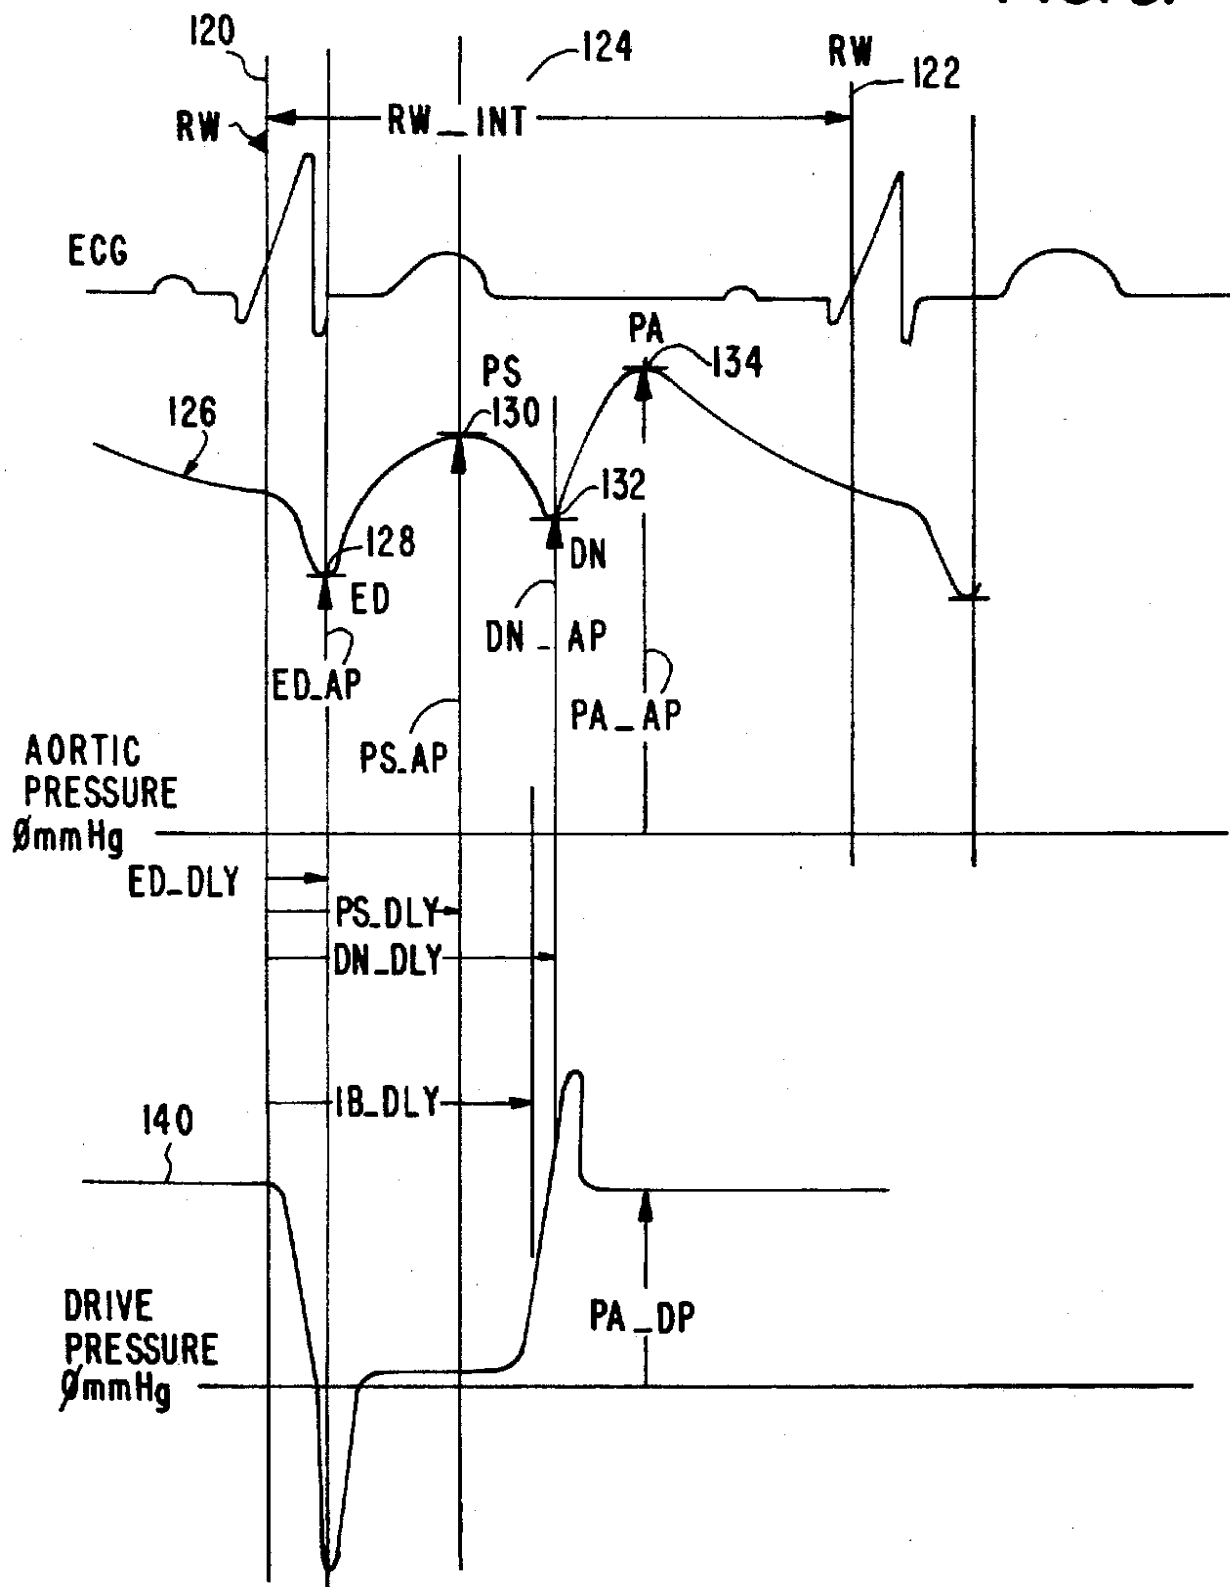 120
124
RW
122
RW
RW_INT
ECG
PA
134
PS
130
126
132
128
DN
ED
DN_AP
ED_AP
PA_AP
PS_AP
AORTIC
PRESSURE
ØmmHg
ED_DLY
PS_DLY
DN_DLY
IB_DLY
140
PA_DP
DRIVE
PRESSURE
ØmmHg